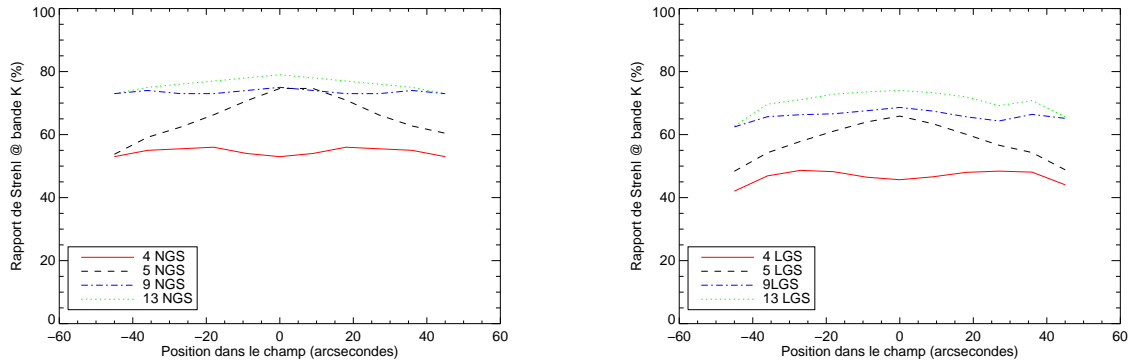 Rapport de Strehl @ bande K (%)
100
80
60
40
20
0
−60 −40 −20 0 20 40 60
Position dans le champ (arcsecondes)
4 NGS
5 NGS
9 NGS
13 NGS
Rapport de Strehl @ bande K (%)
100
80
60
40
20
0
−60 −40 −20 0 20 40 60
Position dans le champ (arcsecondes)
4 LGS
5 LGS
9LGS
13 LGS